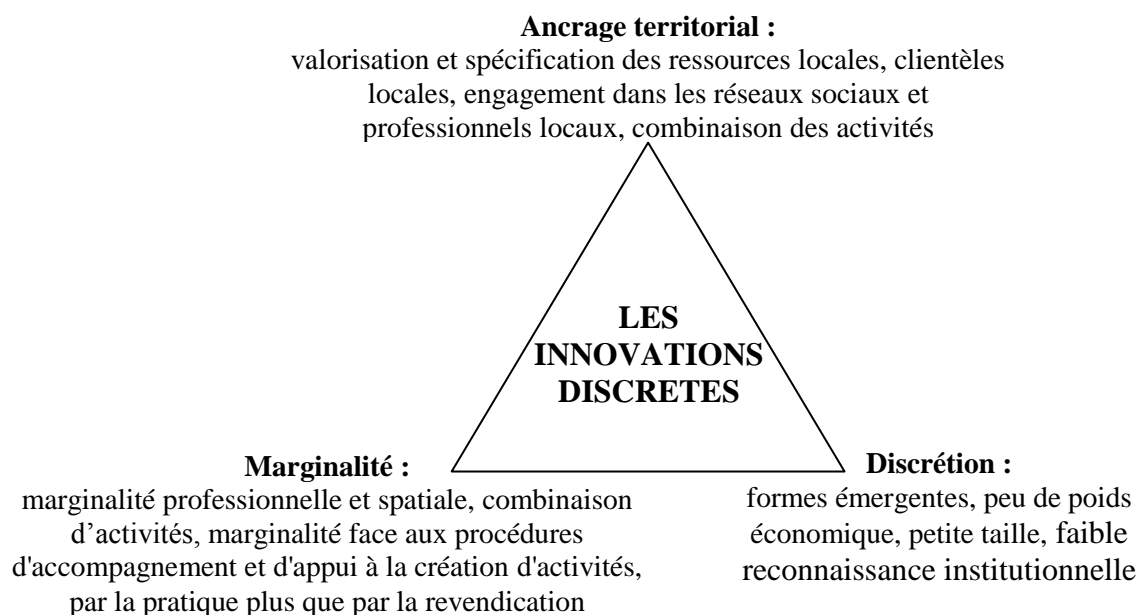 Ancrage territorial :
valorisation et spécification des ressources locales, clientèles
locales, engagement dans les réseaux sociaux et
professionnels locaux, combinaison des activités
LES
INNOVATIONS
DISCRETES
Marginalité :
marginalité professionnelle et spatiale, combinaison
d’activités, marginalité face aux procédures
d'accompagnement et d'appui à la création d'activités,
par la pratique plus que par la revendication
Discrétion :
formes émergentes, peu de poids
économique, petite taille, faible
reconnaissance institutionnelle